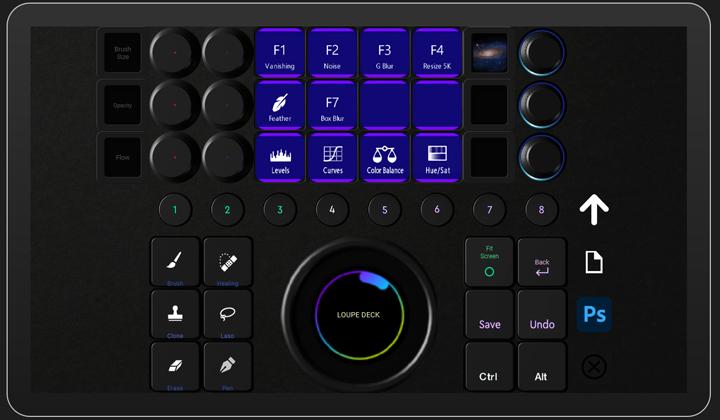 Brush
Size
F1
Vanishing
F2
Noise
F3
G Blur
F4
Resize 5K
Opacity
Feather
F7
Box Blur
Flow
Levels
Curves
Color Balance
Hue/Sat
1
2
3
4
5
6
7
8
Brush
Healing
Fit
Screen
Back
Clone
Laso
LOUPE DECK
Save
Undo
Ps
Erase
Pen
Ctrl
Alt